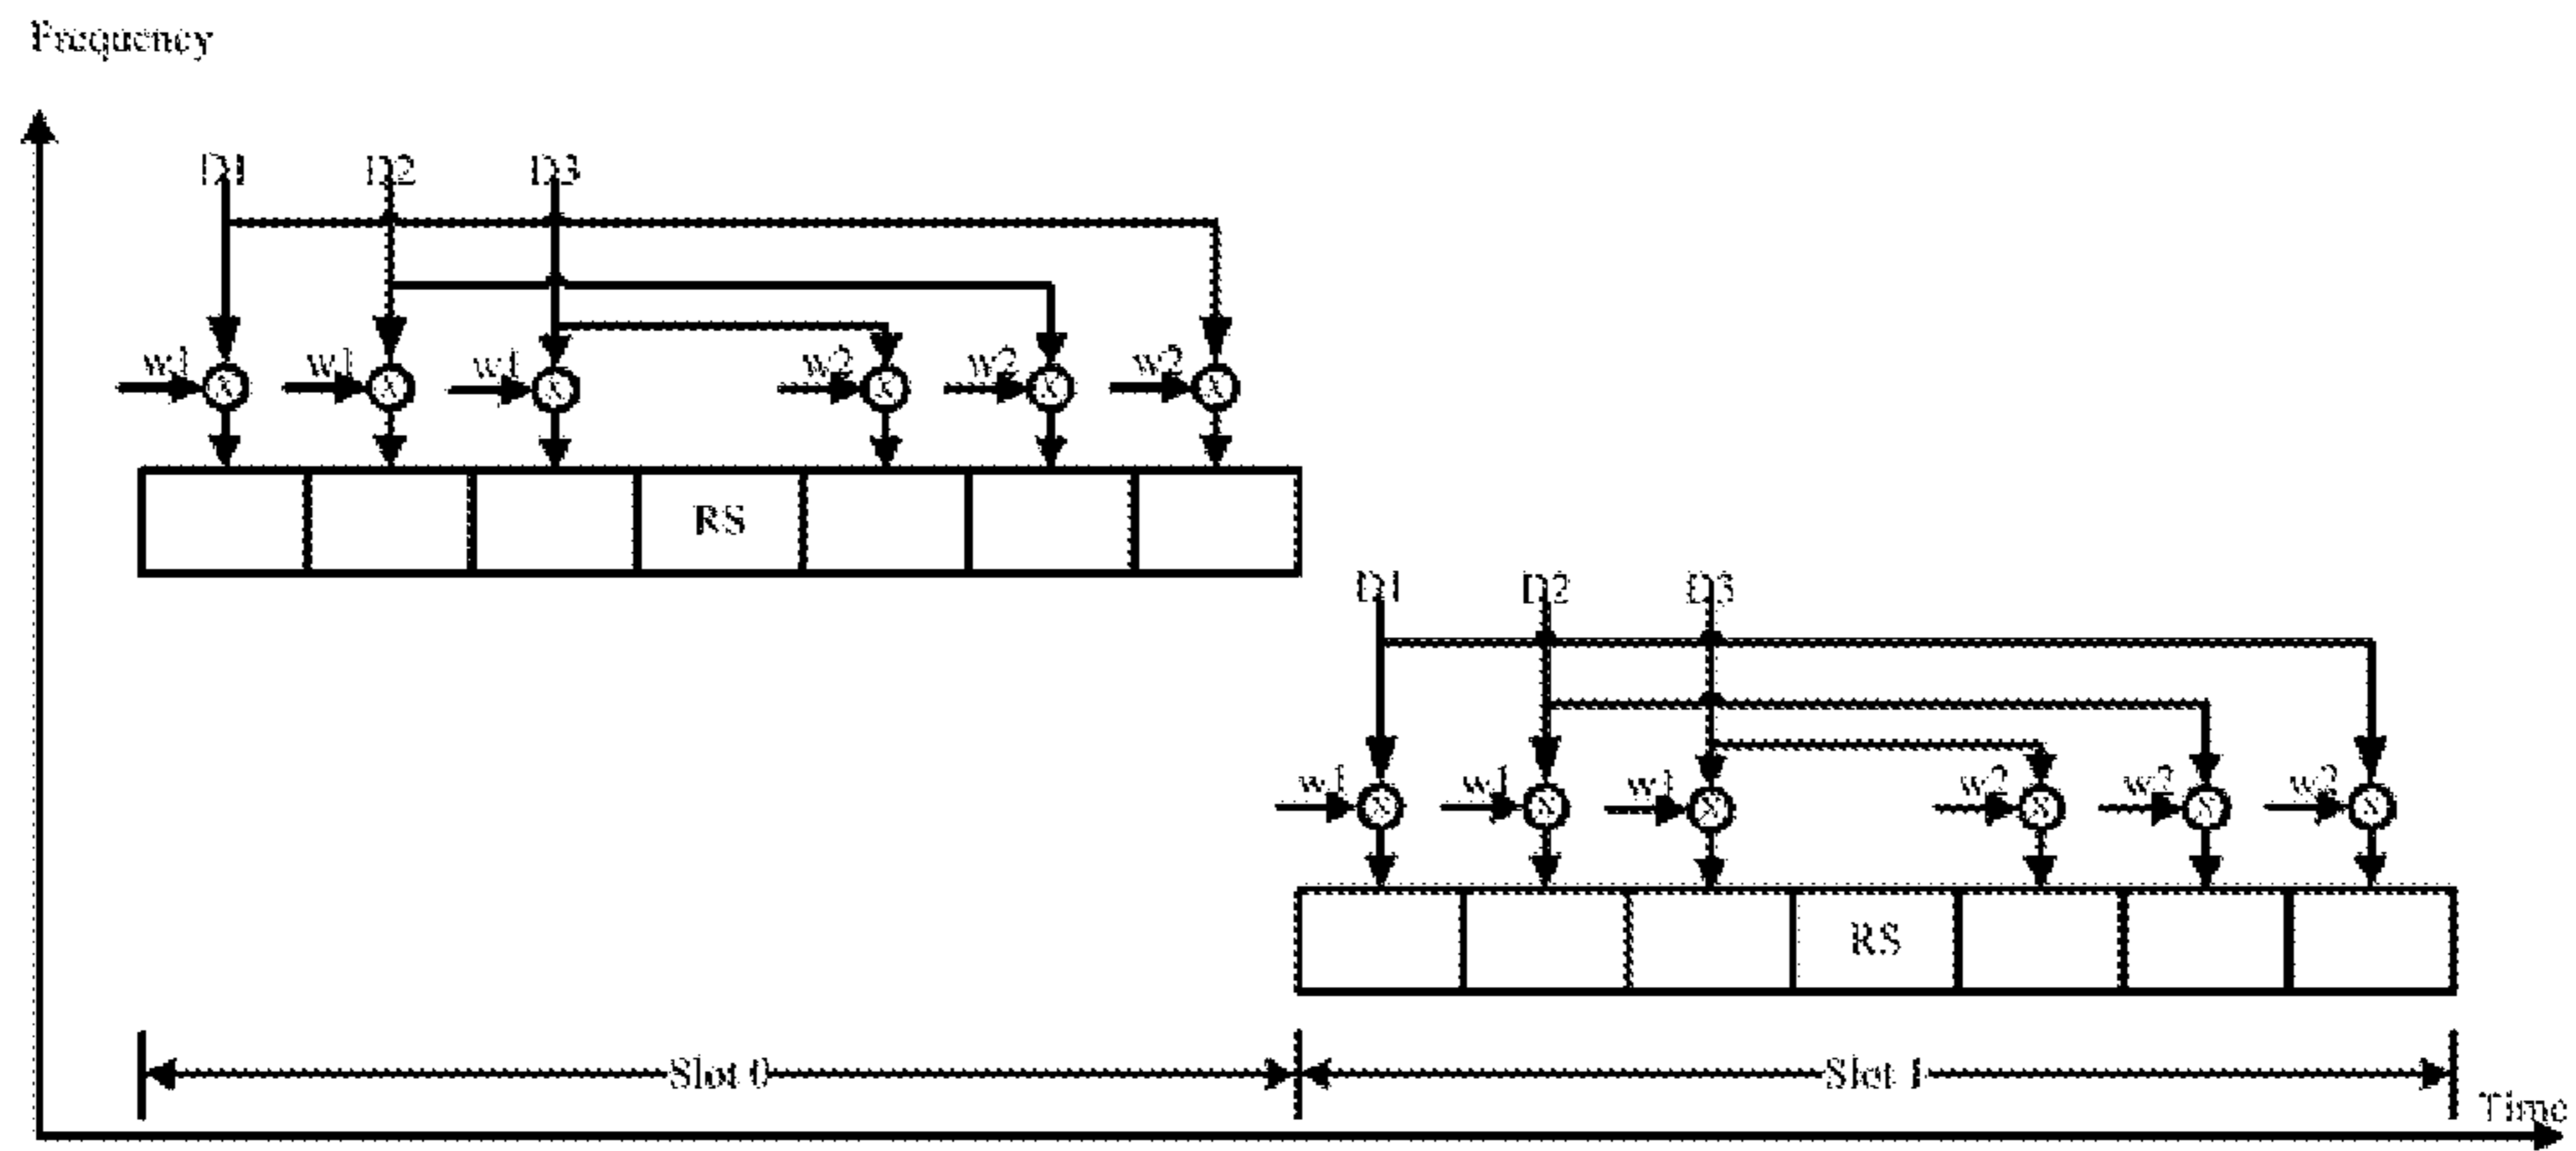 Frequency
D1 D2 D3
w1 w1 w1 w2 w2 w2
X X X X X X
RS
D1 D2 D3
w1 w1 w1 w2 w2 w2
X X X X X X
RS
Slot 0 Slot 1
Time